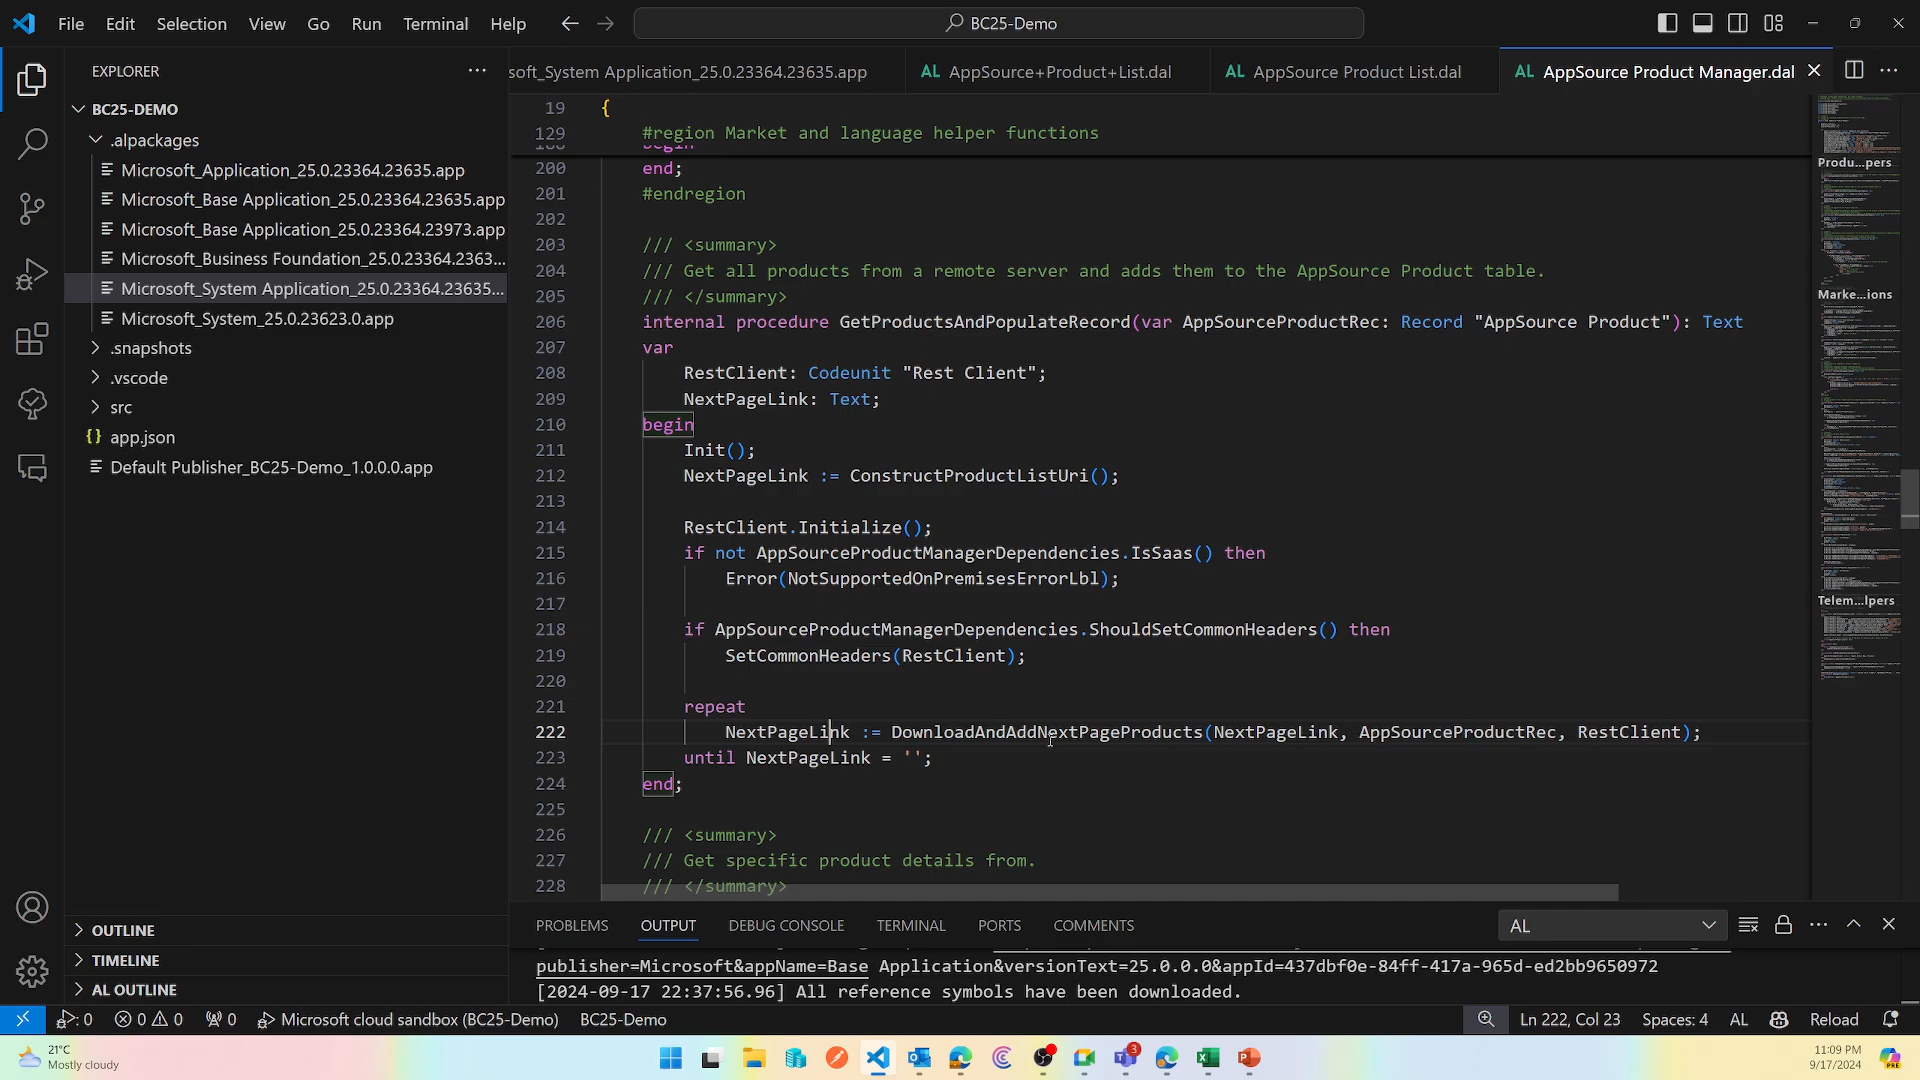 File Edit Selection View Go Run Terminal Help BC25-Demo
EXPLORER
BC25-DEMO
.alpackages
Microsoft_Application_25.0.23364.23635.app
Microsoft_Base Application_25.0.23364.23635.app
Microsoft_Base Application_25.0.23364.23973.app
Microsoft_Business Foundation_25.0.23364.2363...
Microsoft_System Application_25.0.23364.23635...
Microsoft_System_25.0.23623.0.app
.snapshots
.vscode
src
{} app.json
Default Publisher_BC25-Demo_1.0.0.0.app
OUTLINE
TIMELINE
AL OUTLINE
soft_System Application_25.0.23364.23635.app AL AppSource+Product+List.dal AL AppSource Product List.dal AL AppSource Product Manager.dal
19 {
129 #region Market and language helper functions
188 begin
200 end;
201 #endregion
202
203 /// <summary>
204 /// Get all products from a remote server and adds them to the AppSource Product table.
205 /// </summary>
206 internal procedure GetProductsAndPopulateRecord(var AppSourceProductRec: Record "AppSource Product"): Text
207 var
208 RestClient: Codeunit "Rest Client";
209 NextPageLink: Text;
210 begin
211 Init();
212 NextPageLink := ConstructProductListUri();
213
214 RestClient.Initialize();
215 if not AppSourceProductManagerDependencies.IsSaas() then
216 Error(NotSupportedOnPremisesErrorLbl);
217
218 if AppSourceProductManagerDependencies.ShouldSetCommonHeaders() then
219 SetCommonHeaders(RestClient);
220
221 repeat
222 NextPageLink := DownloadAndAddNextPageProducts(NextPageLink, AppSourceProductRec, RestClient);
223 until NextPageLink = '';
224 end;
225
226 /// <summary>
227 /// Get specific product details from.
228 /// </summary>
Produ...pers
Marke...ions
Telem...lpers
PROBLEMS OUTPUT DEBUG CONSOLE TERMINAL PORTS COMMENTS AL
publisher=Microsoft&appName=Base Application&versionText=25.0.0.0&appId=437dbf0e-84ff-417a-965d-ed2bb9650972
[2024-09-17 22:37:56.96] All reference symbols have been downloaded.
: 0 0 0 0 Microsoft cloud sandbox (BC25-Demo) BC25-Demo Ln 222, Col 23 Spaces: 4 AL Reload
21°C
Mostly cloudy
3
11:09 PM
9/17/2024
PRE